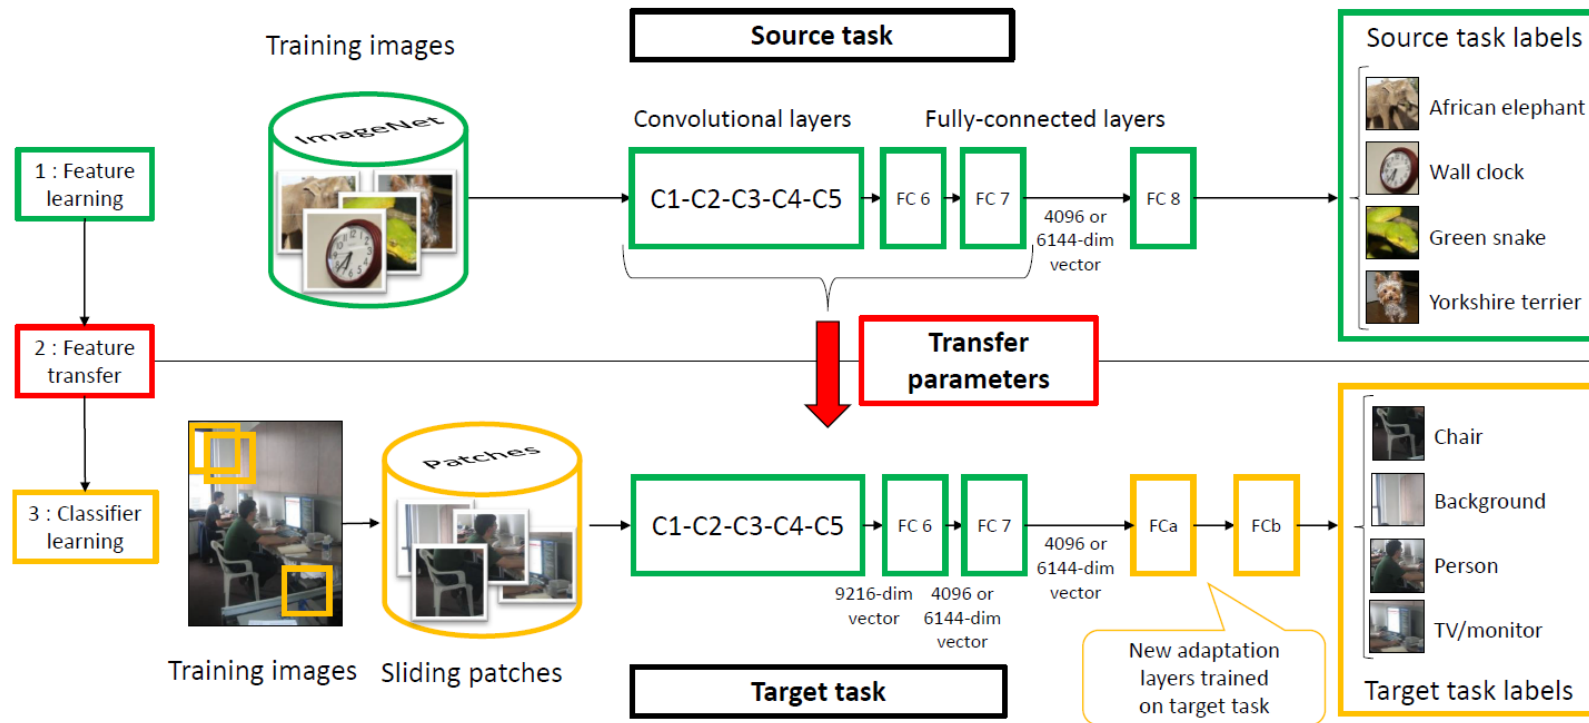 Source task
Training images
Source task labels
ImageNet
Convolutional layers
Fully-connected layers
African elephant
1 : Feature
learning
C1-C2-C3-C4-C5
FC 6
FC 7
4096 or
6144-dim
vector
FC 8
Wall clock
Green snake
Yorkshire terrier
2 : Feature
transfer
Transfer
parameters
3 : Classifier
learning
Patches
C1-C2-C3-C4-C5
FC 6
FC 7
4096 or
6144-dim
vector
FCa
FCb
Chair
Background
Person
TV/monitor
9216-dim
vector
4096 or
6144-dim
vector
New adaptation
layers trained
on target task
Training images
Sliding patches
Target task
Target task labels